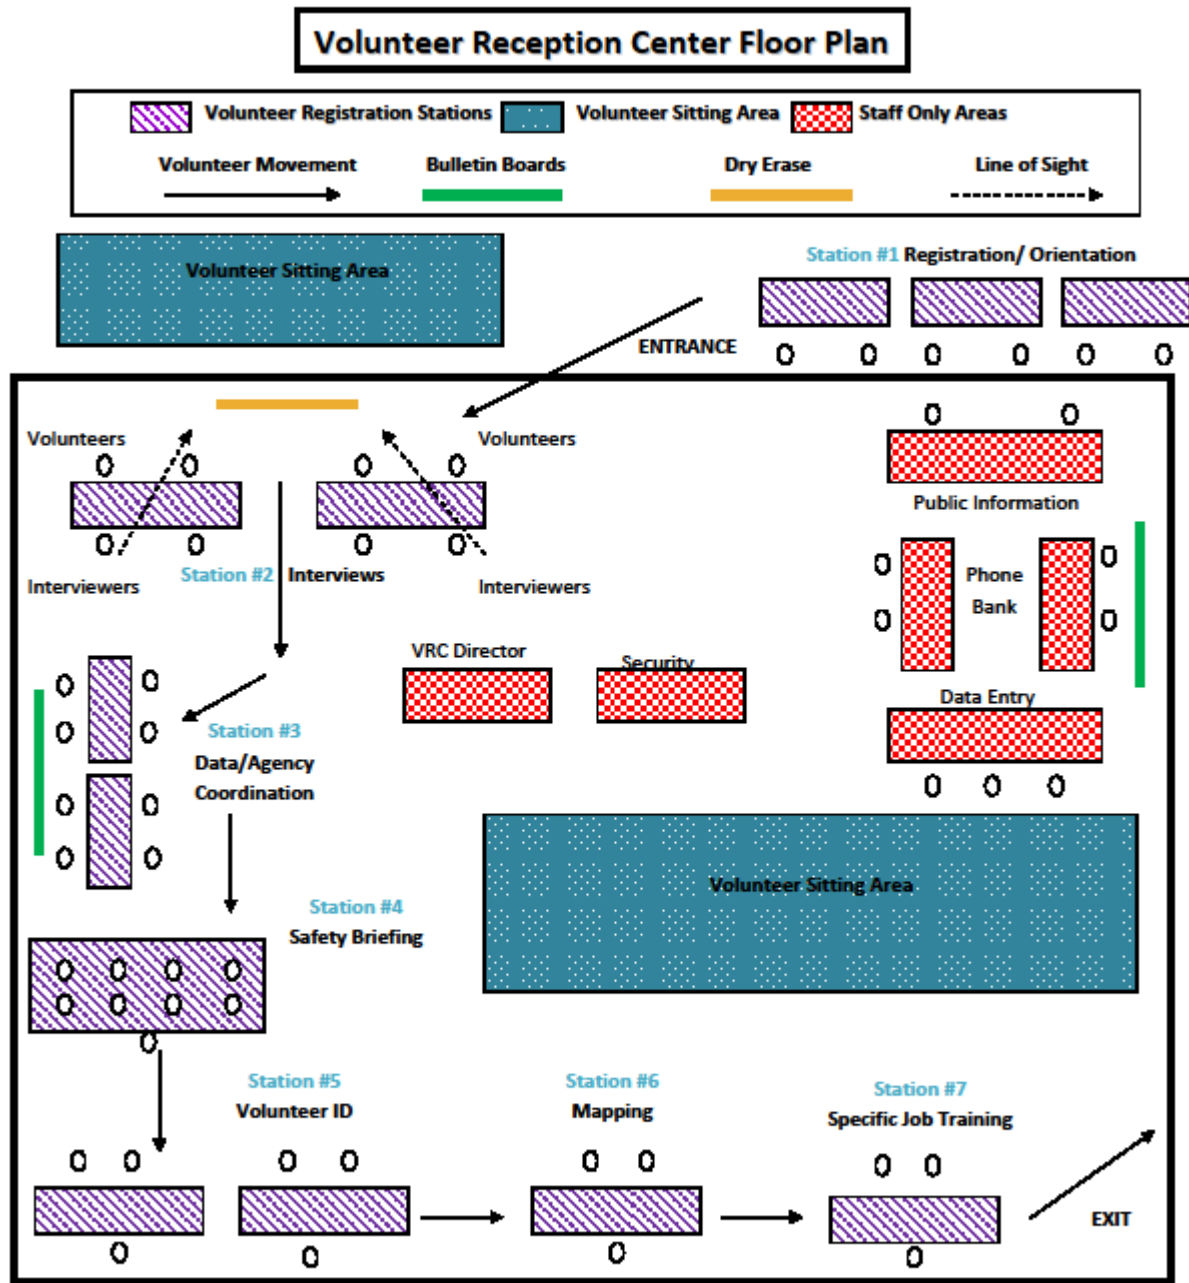 Volunteer Reception Center Floor Plan
Volunteer Registration Stations
Volunteer Sitting Area
Staff Only Areas
Volunteer Movement
Bulletin Boards
Dry Erase
Line of Sight
Volunteer Sitting Area
Station #1 Registration/ Orientation
ENTRANCE
Volunteers
Volunteers
Interviewers
Station #2 Interviews
Interviewers
Public Information
Phone
Bank
VRC Director
Security
Data Entry
Station #3
Data/Agency
Coordination
Volunteer Sitting Area
Station #4
Safety Briefing
Station #5
Volunteer ID
Station #6
Mapping
Station #7
Specific Job Training
EXIT